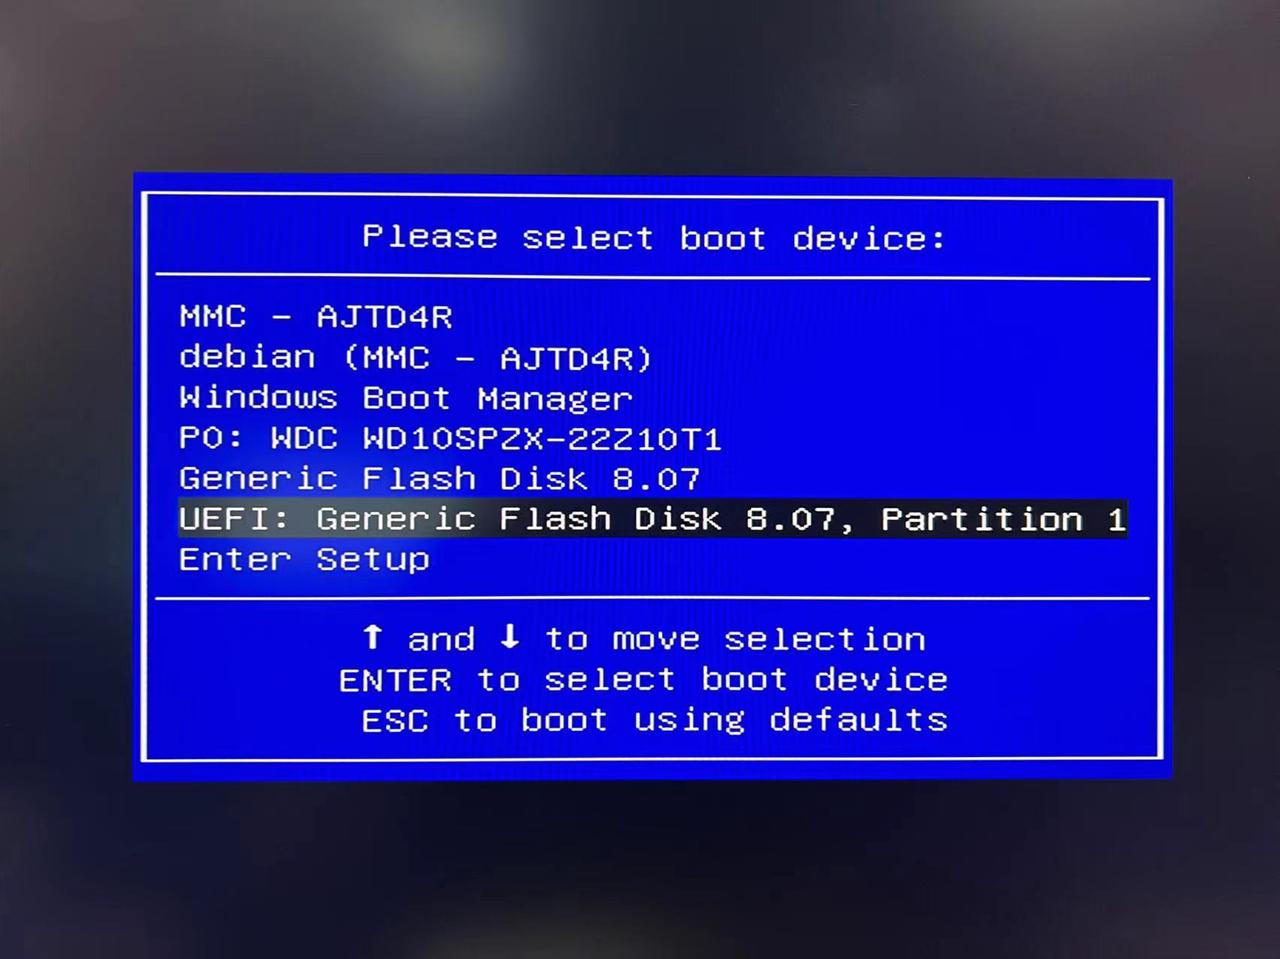 Please select boot device:
MMC - AJTD4R
debian (MMC - AJTD4R)
Windows Boot Manager
P0: WDC WD10SPZX-22Z10T1
Generic Flash Disk 8.07
UEFI: Generic Flash Disk 8.07, Partition 1
Enter Setup
↑ and ↓ to move selection
ENTER to select boot device
ESC to boot using defaults